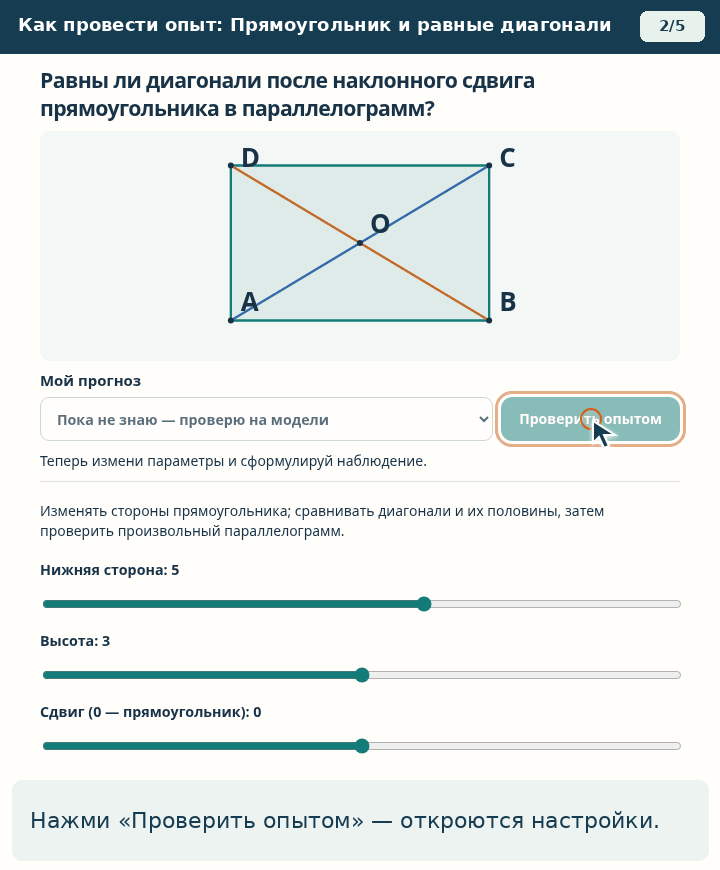 Как провести опыт: Прямоугольник и равные диагонали
2/5
Равны ли диагонали после наклонного сдвига
прямоугольника в параллелограмм?
D
C
O
A
B
Мой прогноз
Пока не знаю — проверю на модели
Проверить опытом
Теперь измени параметры и сформулируй наблюдение.
Изменять стороны прямоугольника; сравнивать диагонали и их половины, затем
проверить произвольный параллелограмм.
Нижняя сторона: 5
Высота: 3
Сдвиг (0 — прямоугольник): 0
Нажми «Проверить опытом» — откроются настройки.